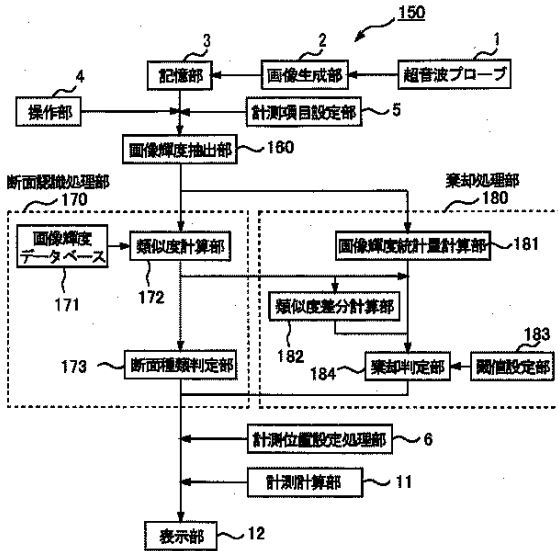 150
3
2
1
記憶部
画像生成部
超音波プローブ
4
操作部
計測項目設定部
5
画像輝度抽出部
160
断面認識処理部
170
棄却処理部
180
画像輝度
データベース
171
類似度計算部
172
画像輝度統計量計算部
181
類似度差分計算部
182
183
173
断面種類判定部
184
棄却判定部
閾値設定部
計測位置設定処理部
6
計測計算部
11
表示部
12